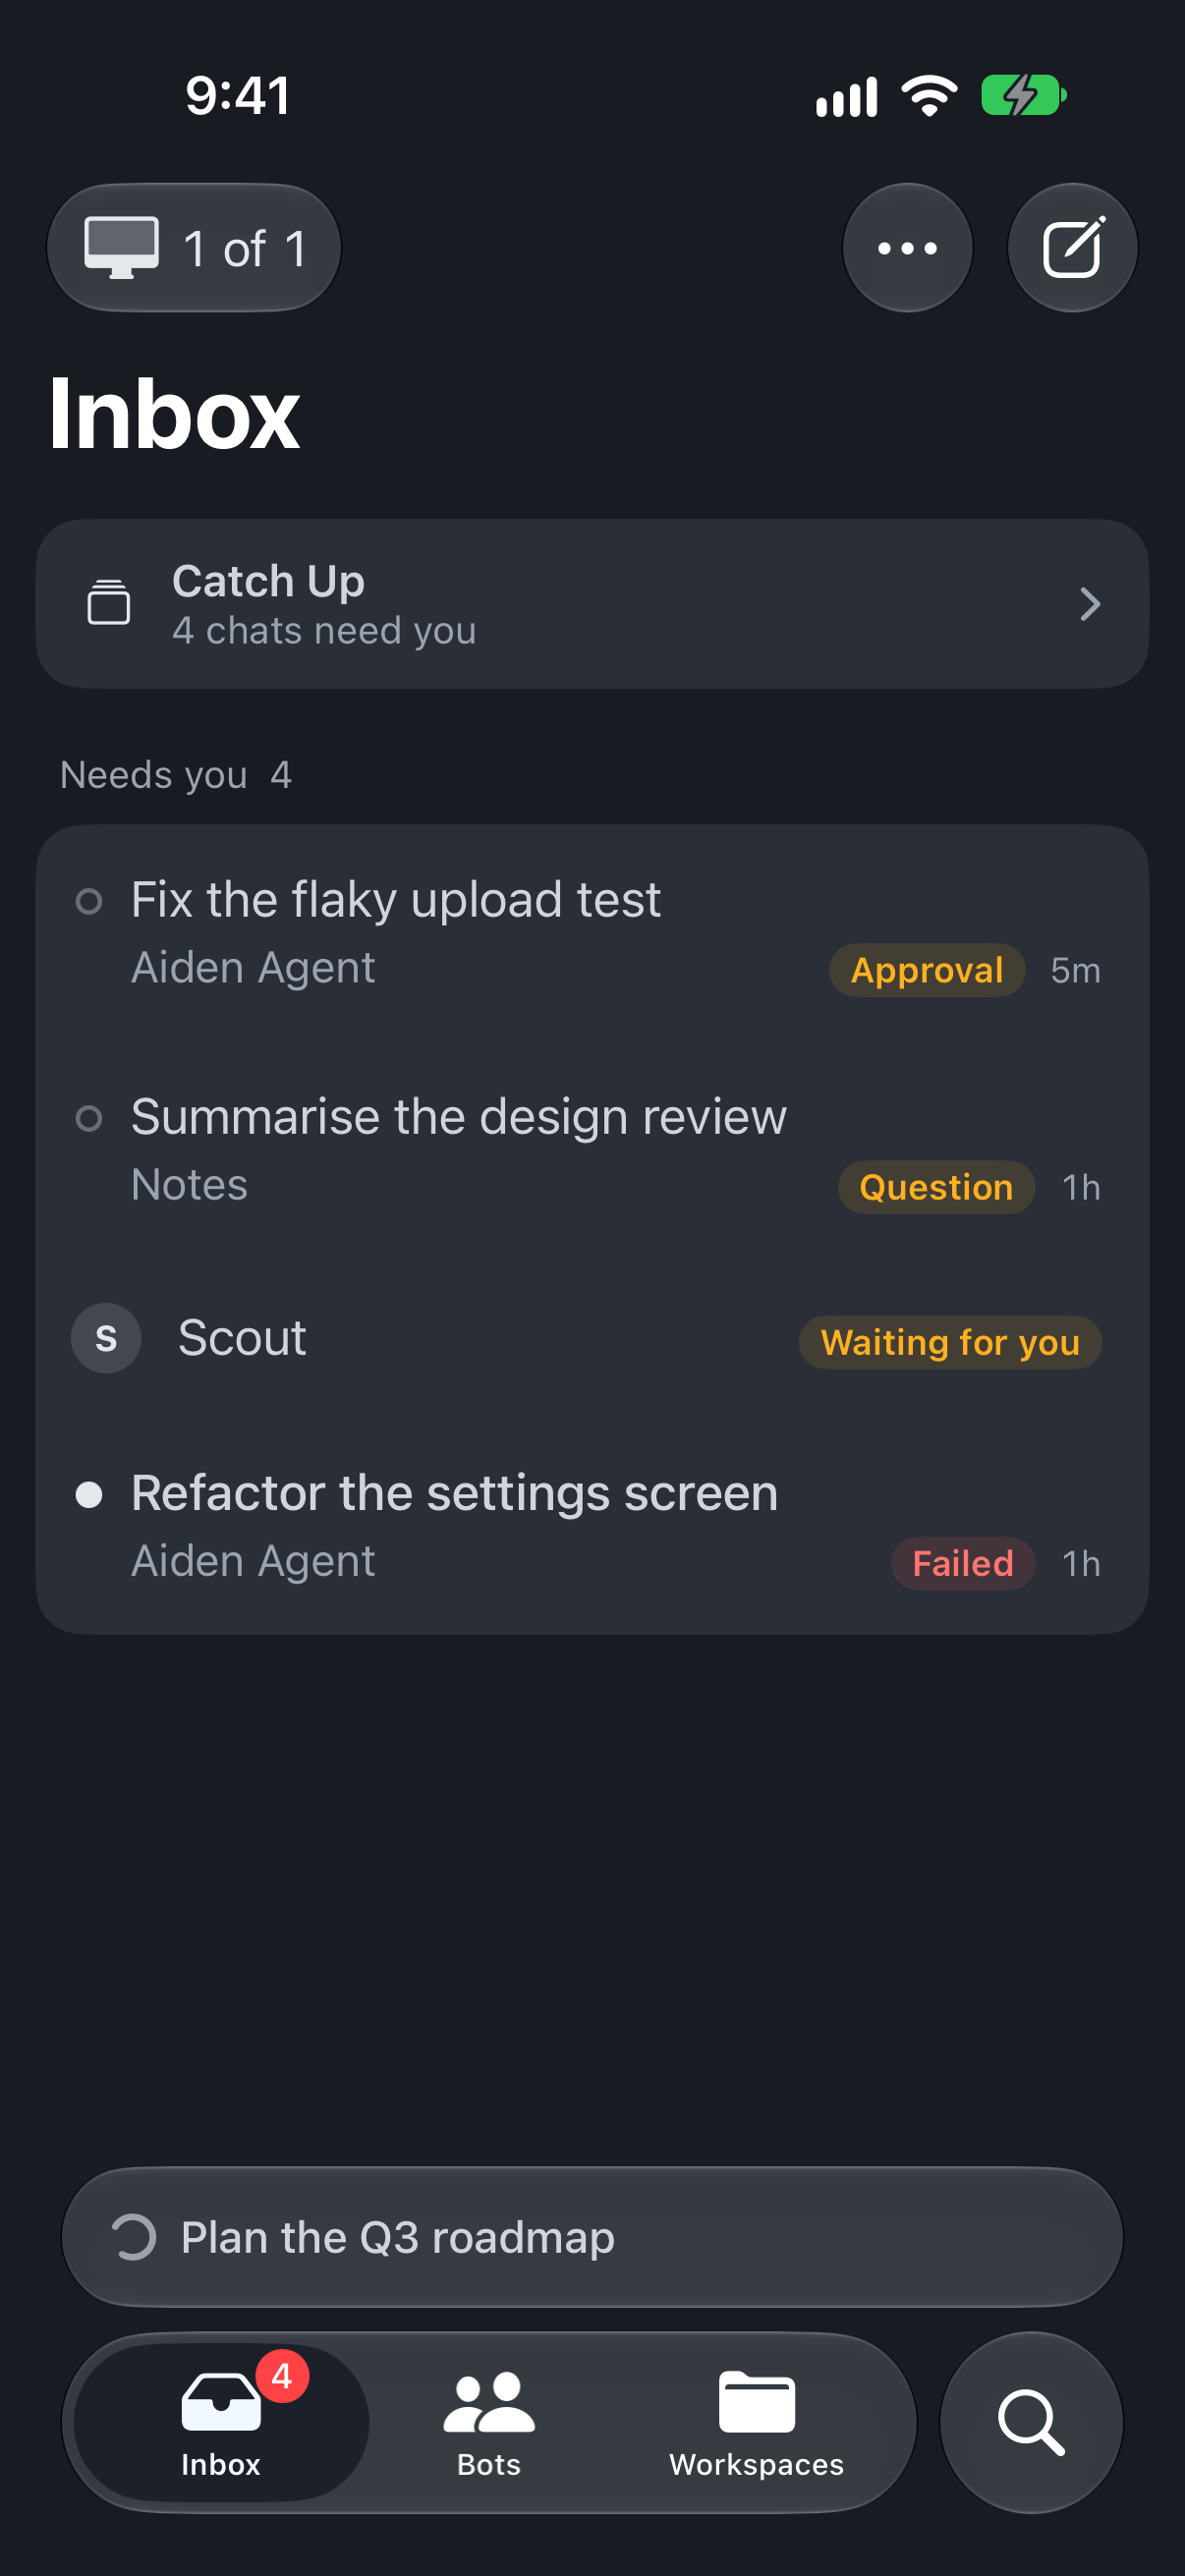 9:41
1 of 1
Inbox
Catch Up
4 chats need you
Needs you 4
Fix the flaky upload test
Aiden Agent
Approval 5m
Summarise the design review
Notes
Question 1h
S Scout
Waiting for you
Refactor the settings screen
Aiden Agent
Failed 1h
Plan the Q3 roadmap
4
Inbox
Bots
Workspaces